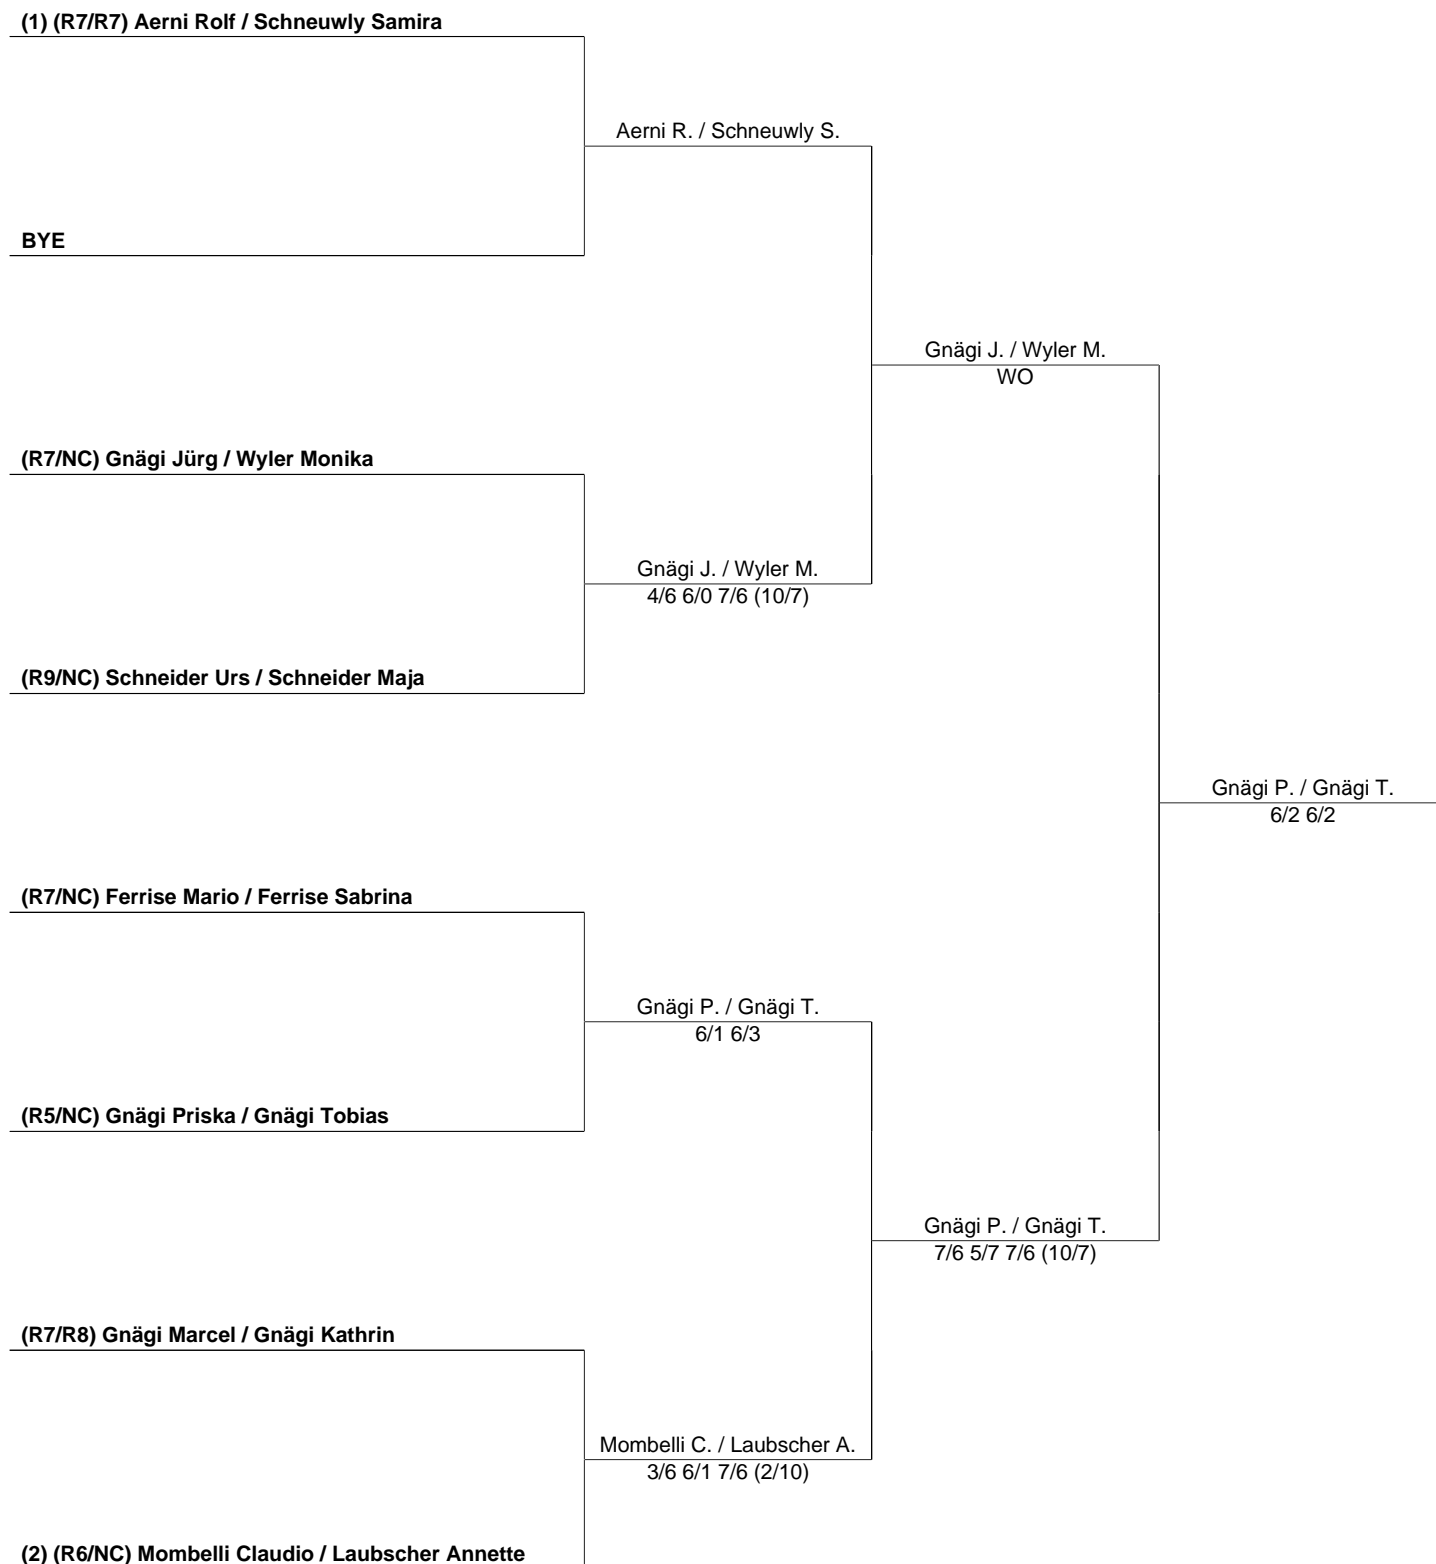 (1) (R7/R7) Aerni Rolf / Schneuwly Samira
Aerni R. / Schneuwly S.
BYE
Gnägi J. / Wyler M.
WO
(R7/NC) Gnägi Jürg / Wyler Monika
Gnägi J. / Wyler M.
4/6 6/0 7/6 (10/7)
(R9/NC) Schneider Urs / Schneider Maja
Gnägi P. / Gnägi T.
6/2 6/2
(R7/NC) Ferrise Mario / Ferrise Sabrina
Gnägi P. / Gnägi T.
6/1 6/3
(R5/NC) Gnägi Priska / Gnägi Tobias
Gnägi P. / Gnägi T.
7/6 5/7 7/6 (10/7)
(R7/R8) Gnägi Marcel / Gnägi Kathrin
Mombelli C. / Laubscher A.
3/6 6/1 7/6 (2/10)
(2) (R6/NC) Mombelli Claudio / Laubscher Annette